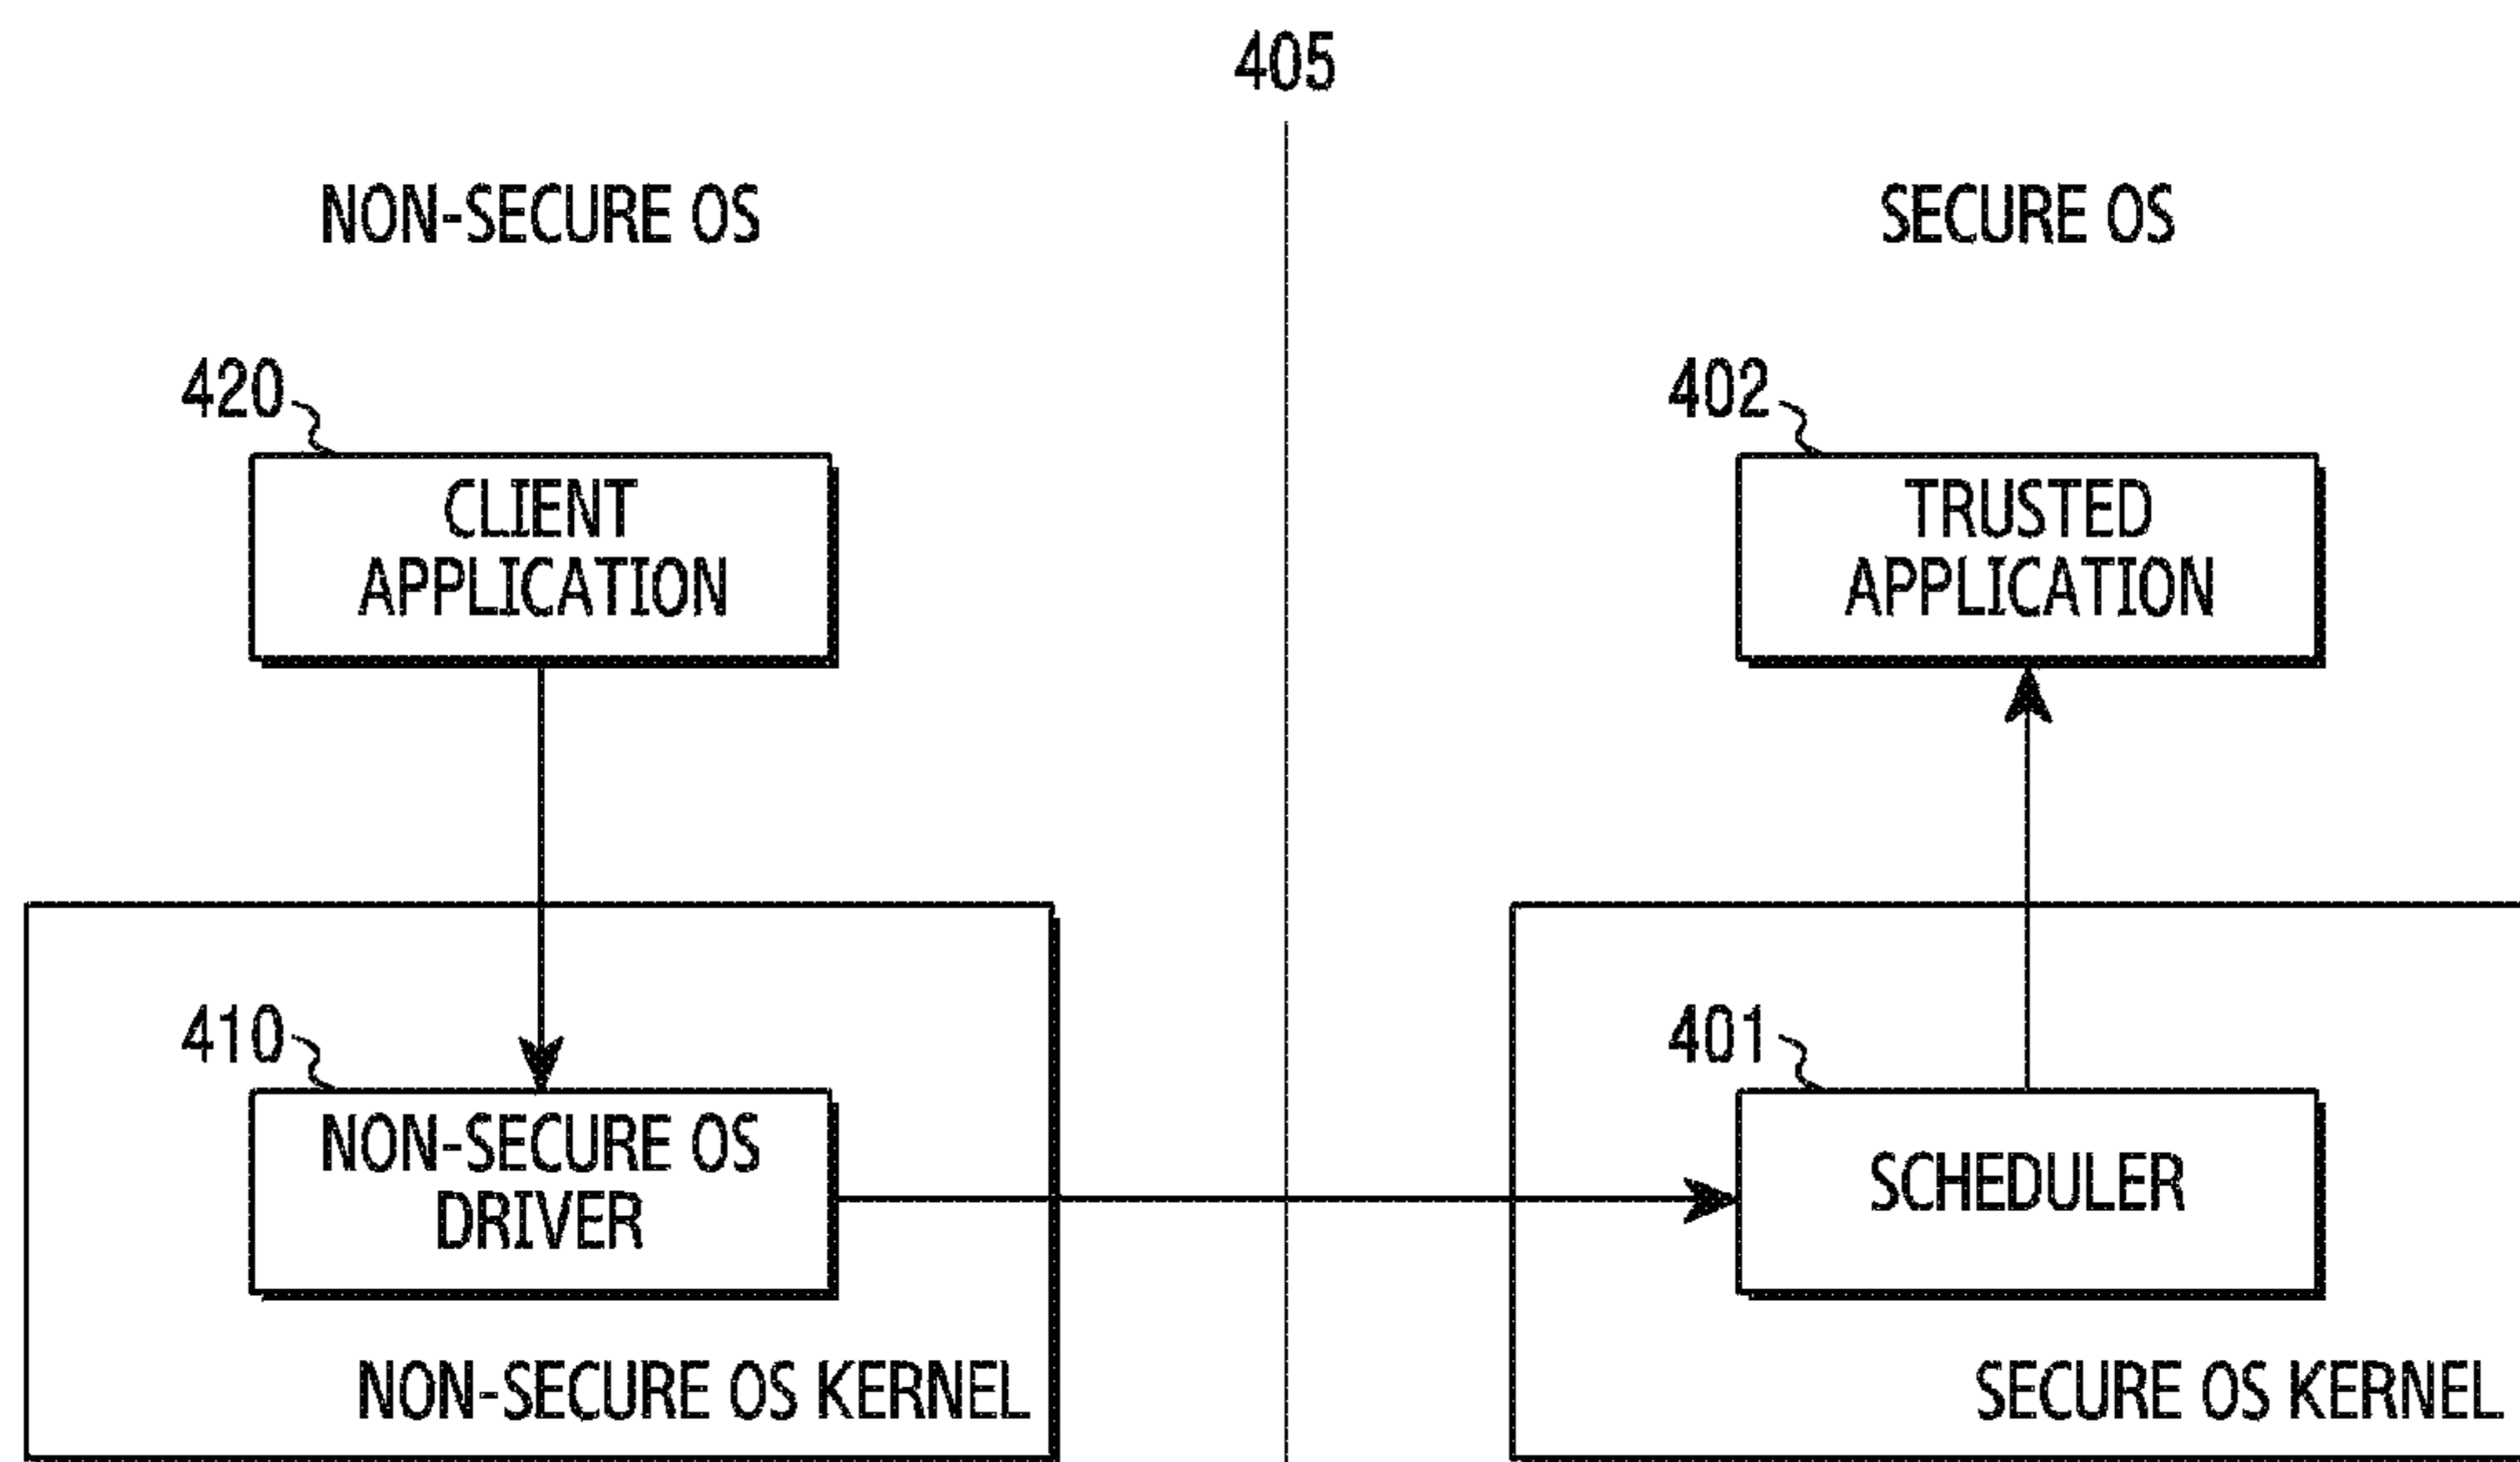 405
NON-SECURE OS
SECURE OS
420
402
CLIENT
APPLICATION
TRUSTED
APPLICATION
410
401
NON-SECURE OS
DRIVER
SCHEDULER
NON-SECURE OS KERNEL
SECURE OS KERNEL